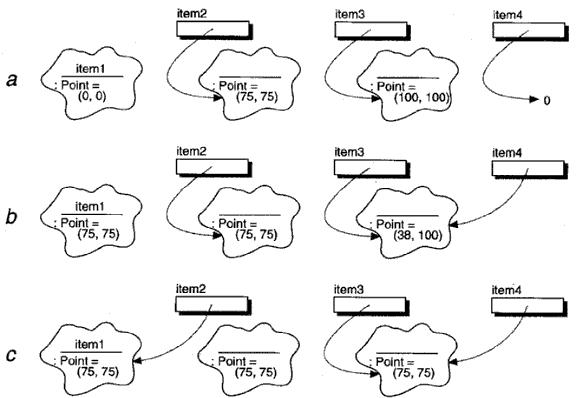 item2 item3 item4
a
item1
: Point =
(0, 0)
: Point =
(75, 75)
: Point =
(100, 100)
0
item2 item3 item4
b
item1
: Point =
(75, 75)
: Point =
(75, 75)
: Point =
(38, 100)
item2 item3 item4
c
item1
: Point =
(75, 75)
: Point =
(75, 75)
: Point =
(75, 75)